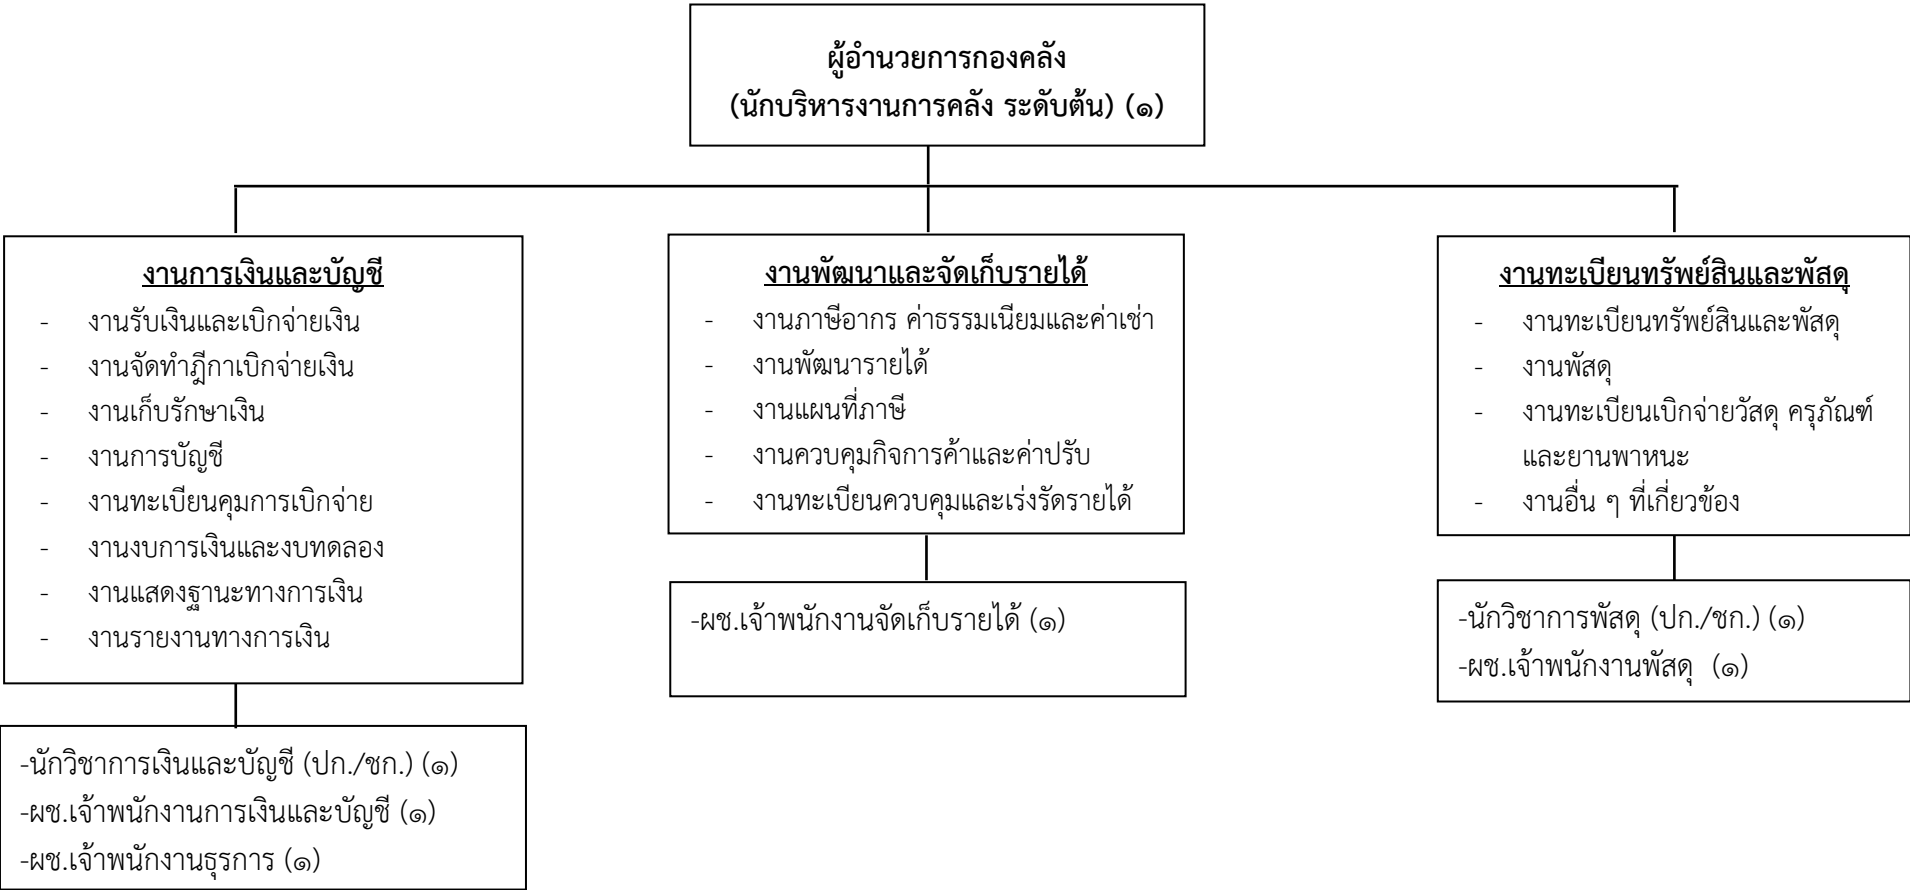 ผู้อำนวยการกองคลัง
(นักบริหารงานการคลัง ระดับต้น) (๑)
งานการเงินและบัญชี
- งานรับเงินและเบิกจ่ายเงิน
- งานจัดทำฎีกาเบิกจ่ายเงิน
- งานเก็บรักษาเงิน
- งานการบัญชี
- งานทะเบียนคุมการเบิกจ่าย
- งานงบการเงินและงบทดลอง
- งานแสดงฐานะทางการเงิน
- งานรายงานทางการเงิน
-นักวิชาการเงินและบัญชี (ปก./ชก.) (๑)
-ผช.เจ้าพนักงานการเงินและบัญชี (๑)
-ผช.เจ้าพนักงานธุรการ (๑)
งานพัฒนาและจัดเก็บรายได้
- งานภาษีอากร ค่าธรรมเนียมและค่าเช่า
- งานพัฒนารายได้
- งานแผนที่ภาษี
- งานควบคุมกิจการค้าและค่าปรับ
- งานทะเบียนควบคุมและเร่งรัดรายได้
-ผช.เจ้าพนักงานจัดเก็บรายได้ (๑)
งานทะเบียนทรัพย์สินและพัสดุ
- งานทะเบียนทรัพย์สินและพัสดุ
- งานพัสดุ
- งานทะเบียนเบิกจ่ายวัสดุ ครุภัณฑ์
และยานพาหนะ
- งานอื่น ๆ ที่เกี่ยวข้อง
-นักวิชาการพัสดุ (ปก./ชก.) (๑)
-ผช.เจ้าพนักงานพัสดุ (๑)